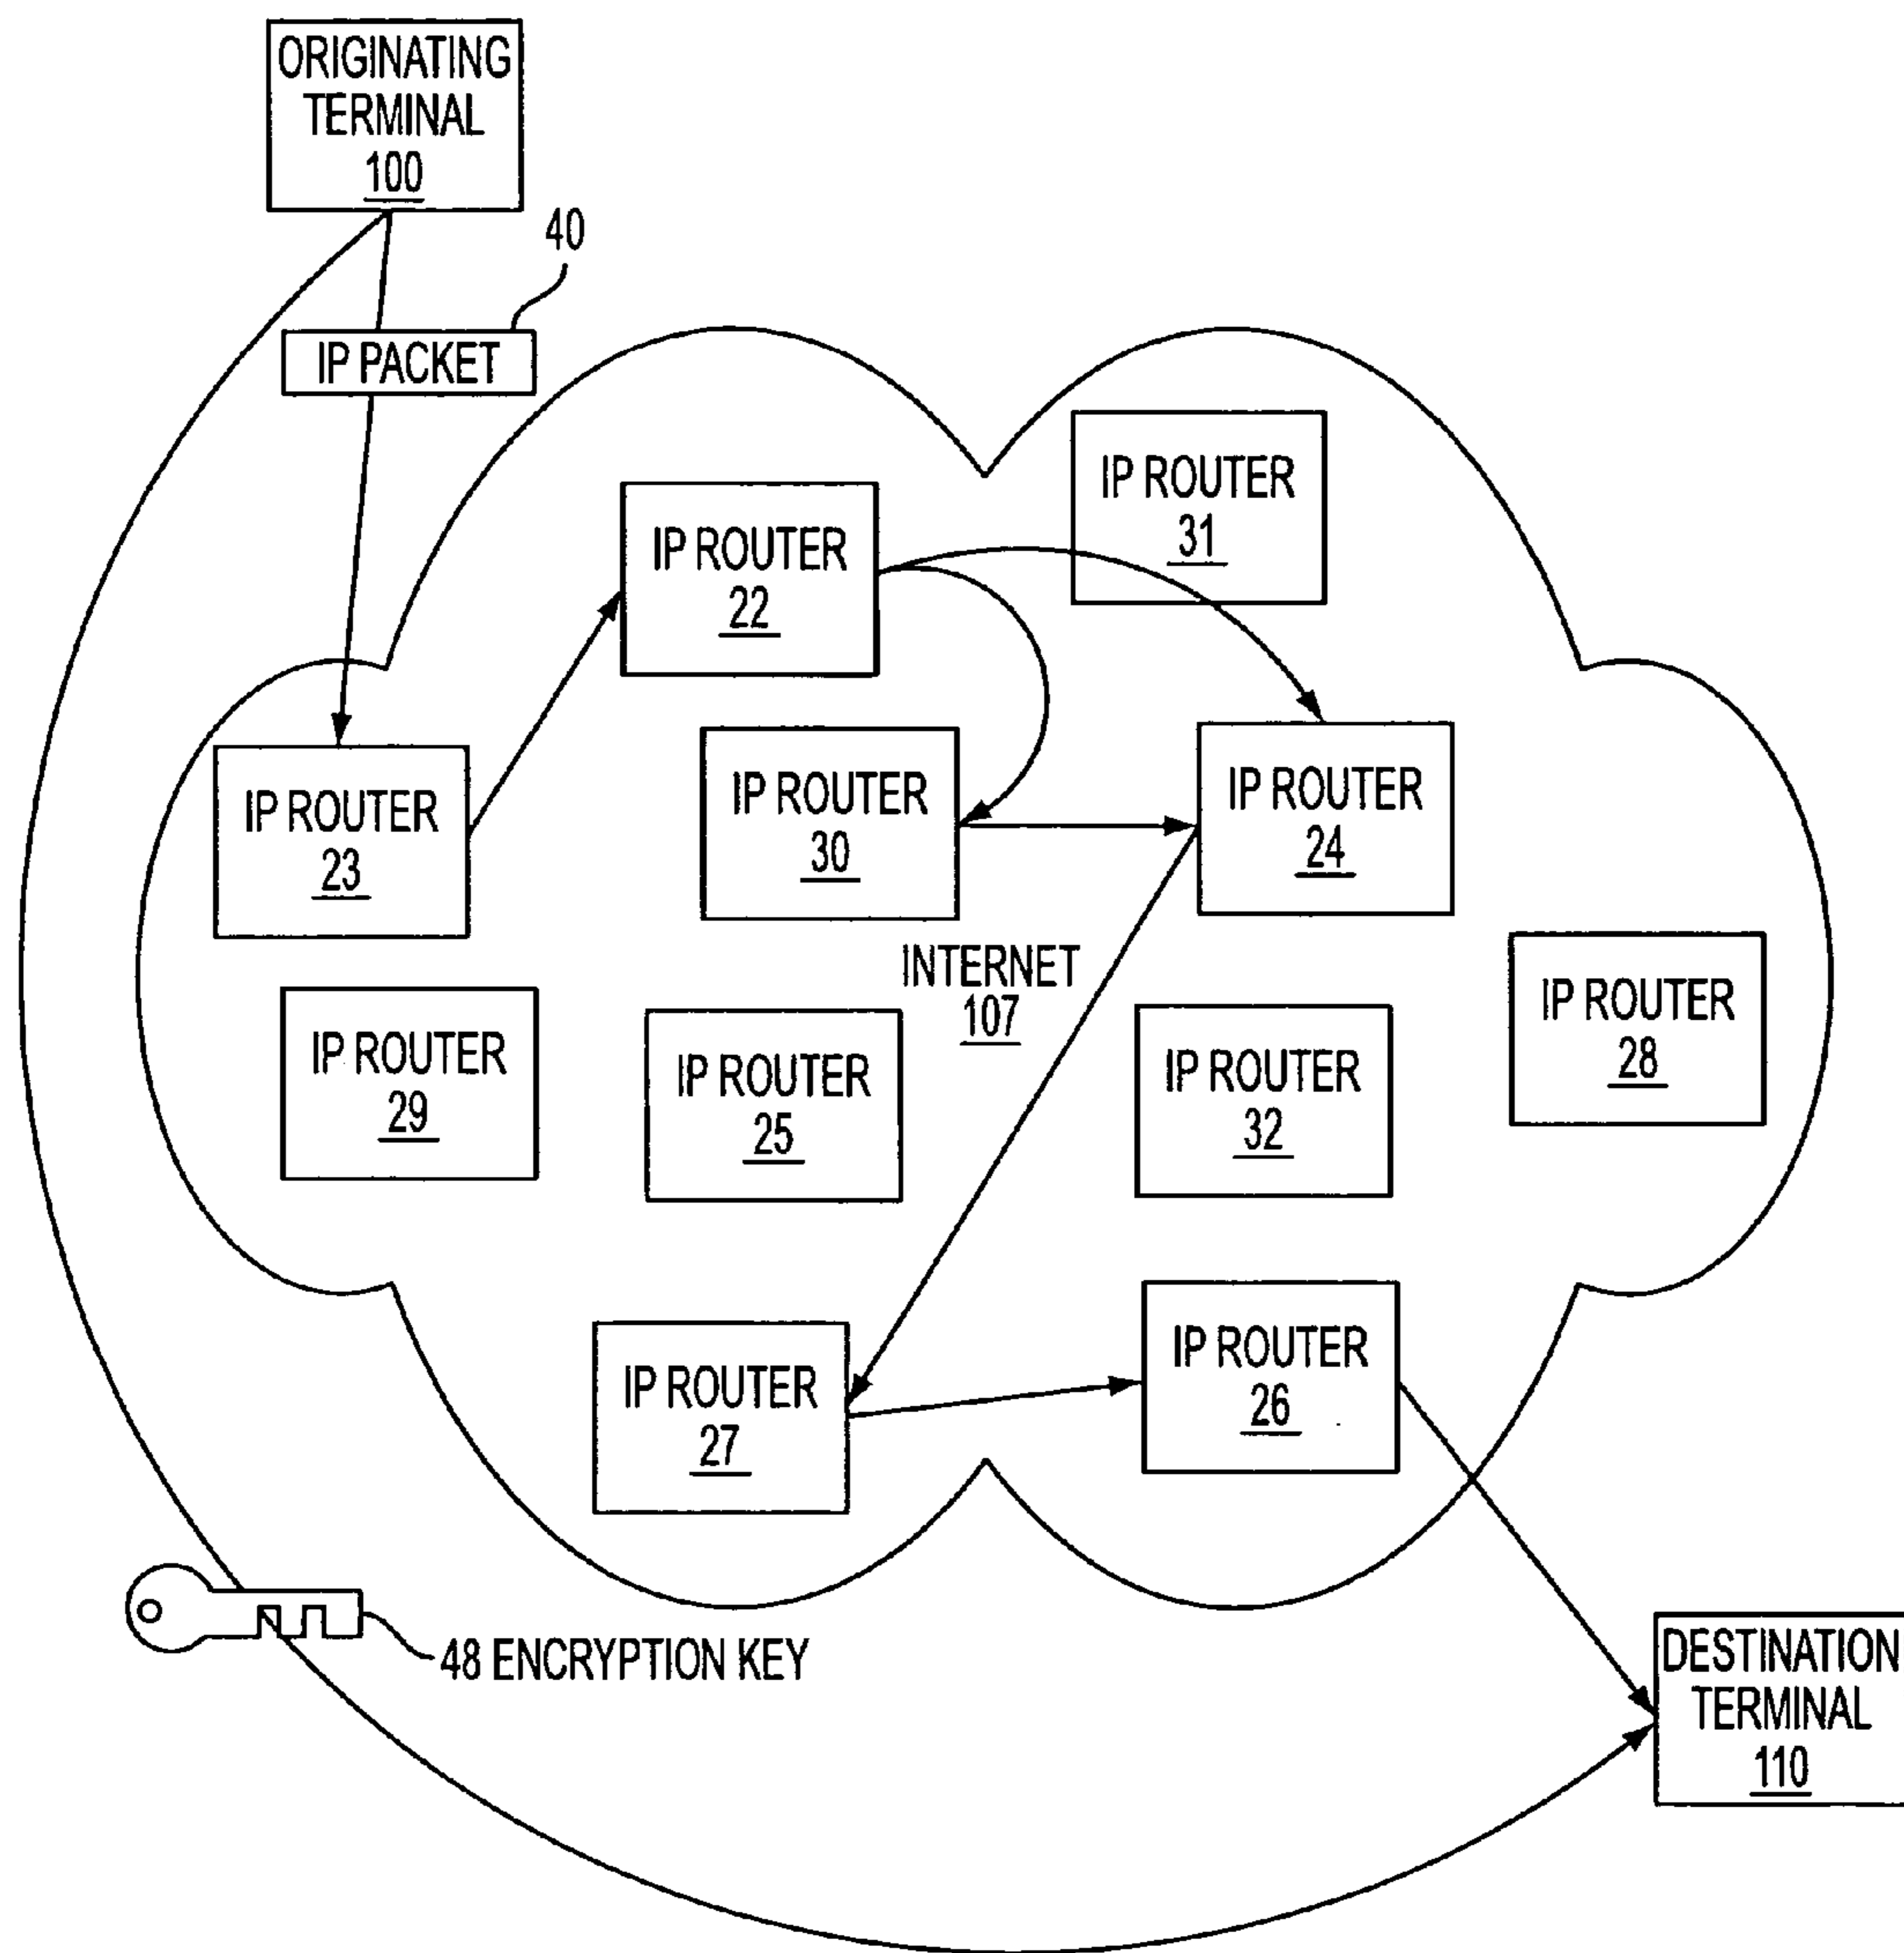 ORIGINATING
TERMINAL
100
40
IP PACKET
IP ROUTER
31
IP ROUTER
22
IP ROUTER
23
IP ROUTER
30
IP ROUTER
24
INTERNET
107
IP ROUTER
28
IP ROUTER
29
IP ROUTER
25
IP ROUTER
32
IP ROUTER
27
IP ROUTER
26
48 ENCRYPTION KEY
DESTINATION
TERMINAL
110